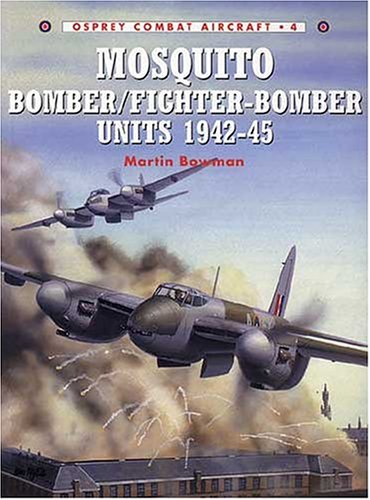 OSPREY COMBAT AIRCRAFT • 4
MOSQUITO
BOMBER/FIGHTER-BOMBER
UNITS 1942-45
Martin Bowman